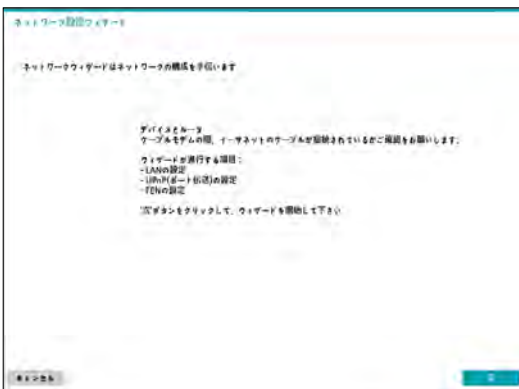 ネットワーク設定ウィザード
ネットワークウィザードはネットワークの構成を手伝います
デバイスとルータ
ケーブルモデムの間、イーサネットのケーブルが接続されているかご確認をお願いします。
ウィザードが進行する項目：
- LANの設定
- UPnP(ポート転送)の設定
- TENの設定
'次'ボタンをクリックして、ウィザードを開始して下さい
キャンセル
次